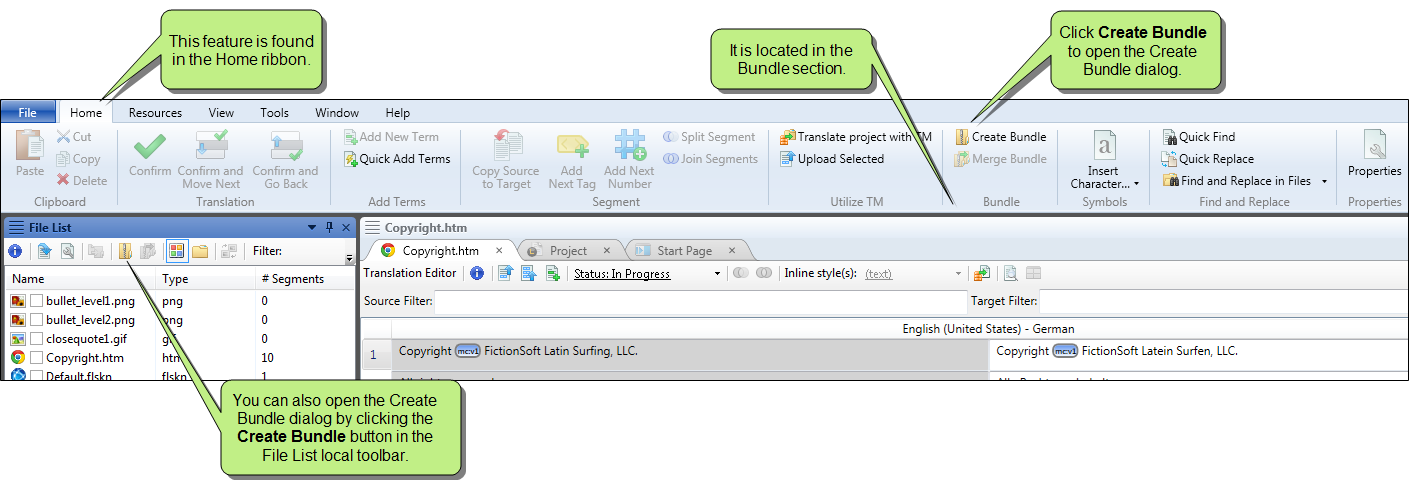 This feature is found
in the Home ribbon.
It is located in the
Bundle section.
Click Create Bundle
to open the Create
Bundle dialog.
File Home Resources View Tools Window Help
Paste
Cut
Copy
Delete
Clipboard
Confirm
Confirm and
Move Next
Confirm and
Go Back
Translation
Add New Term
Quick Add Terms
Add Terms
Copy Source
to Target
Add
Next Tag
Add Next
Number
Split Segment
Join Segments
Segment
Translate project with TM
Upload Selected
Utilize TM
Create Bundle
Merge Bundle
Bundle
a
Insert
Character...
Symbols
Quick Find
Quick Replace
Find and Replace in Files
Find and Replace
Properties
Properties
File List
Filter:
Name Type # Segments
bullet_level1.png png 0
bullet_level2.png png 0
closequote1.gif gif 0
Copyright.htm htm 10
Default.flskn flskn 1
Copyright.htm
Copyright.htm Project Start Page
Translation Editor Status: In Progress Inline style(s): (text)
Source Filter: Target Filter:
English (United States) - German
1 Copyright mc:v1 FictionSoft Latin Surfing, LLC. Copyright mc:v1 FictionSoft Latein Surfen, LLC.
You can also open the Create
Bundle dialog by clicking the
Create Bundle button in the
File List local toolbar.